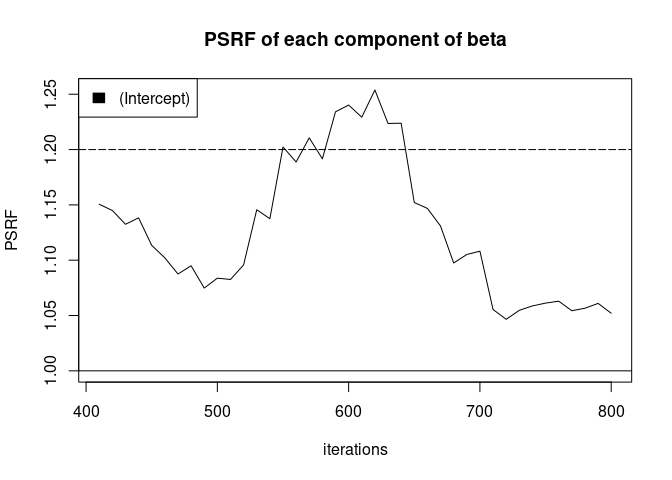 PSRF of each component of beta
(Intercept)
PSRF
1.25
1.20
1.15
1.10
1.05
1.00
400 500 600 700 800
iterations